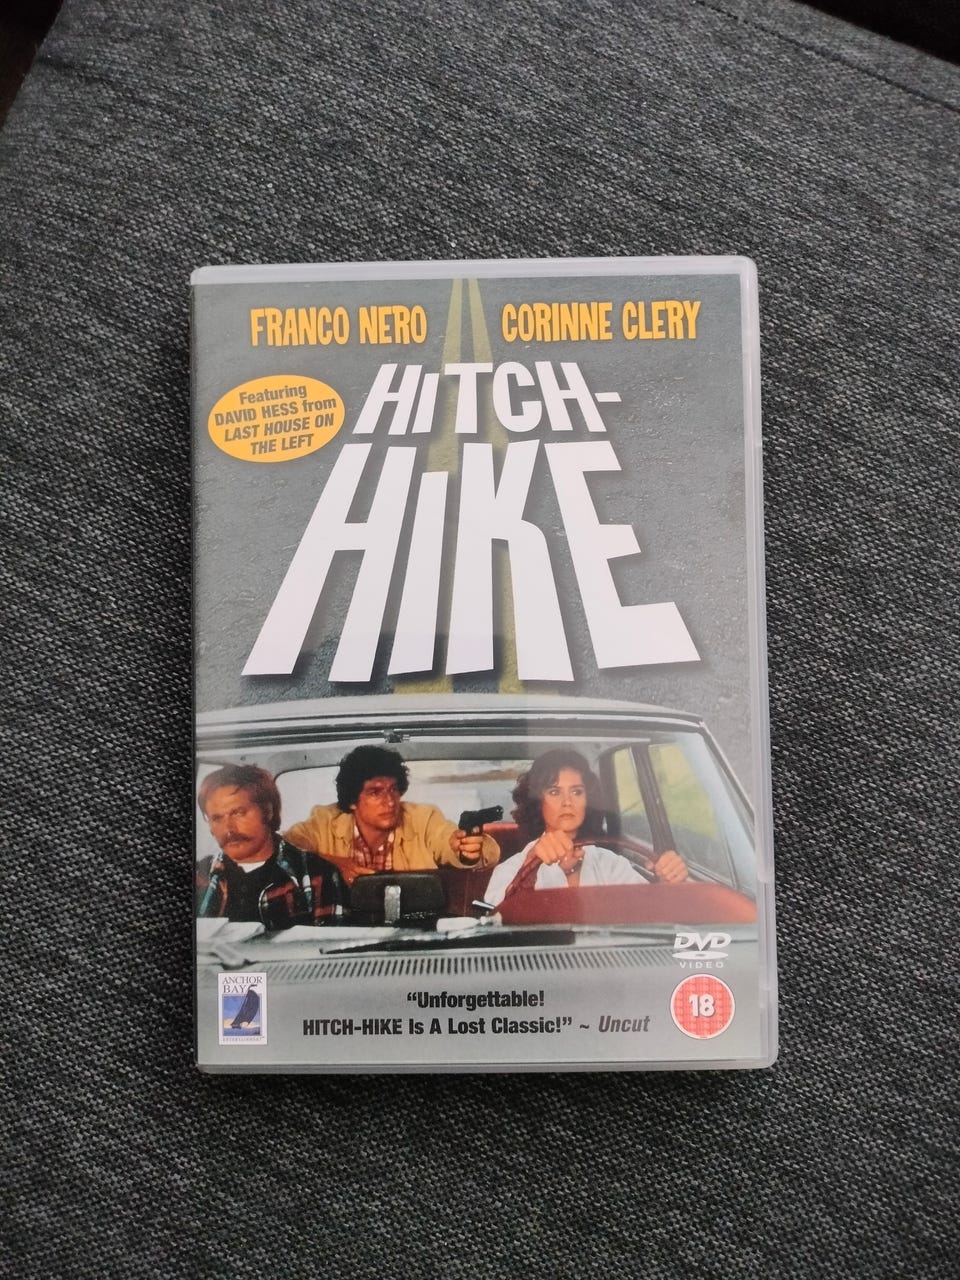 FRANCO NERO CORINNE CLERY
Featuring
DAVID HESS from
LAST HOUSE ON
THE LEFT
HiTCH-
HiKE
DVD
VIDEO
ANCHOR
BAY
ENTERTAINMENT
18
“Unforgettable!
HITCH-HIKE Is A Lost Classic!” ~ Uncut